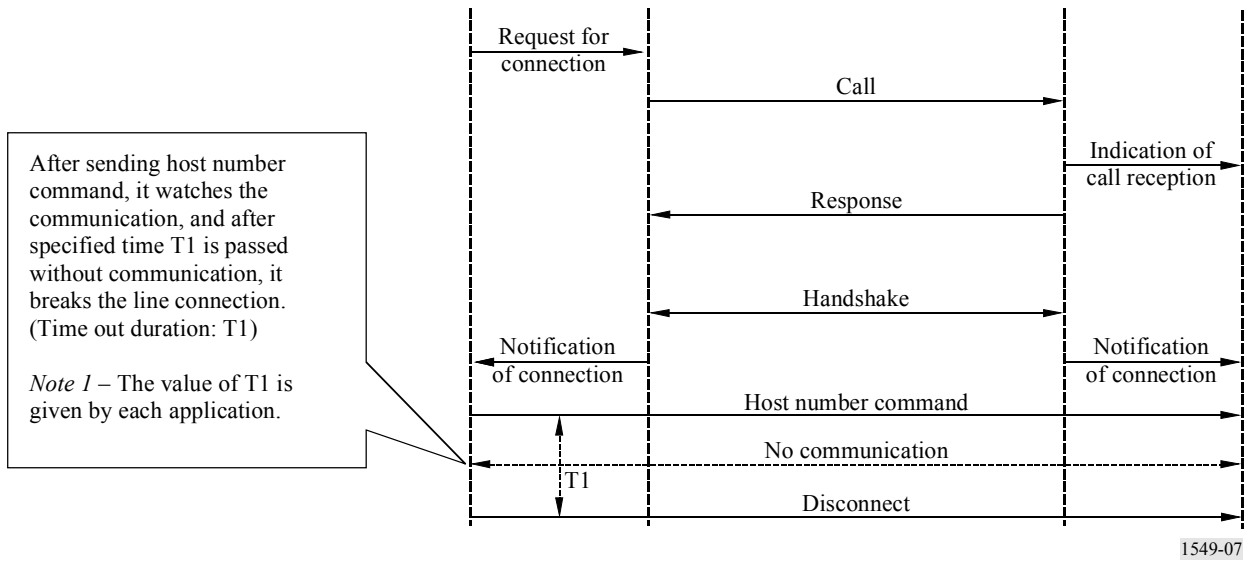 Request for
connection
Call
Indication of
call reception
Response
Handshake
Notification
of connection
Notification
of connection
Host number command
No communication
T1
Disconnect
After sending host number
command, it watches the
communication, and after
specified time T1 is passed
without communication, it
breaks the line connection.
(Time out duration: T1)
Note 1 – The value of T1 is
given by each application.
1549-07